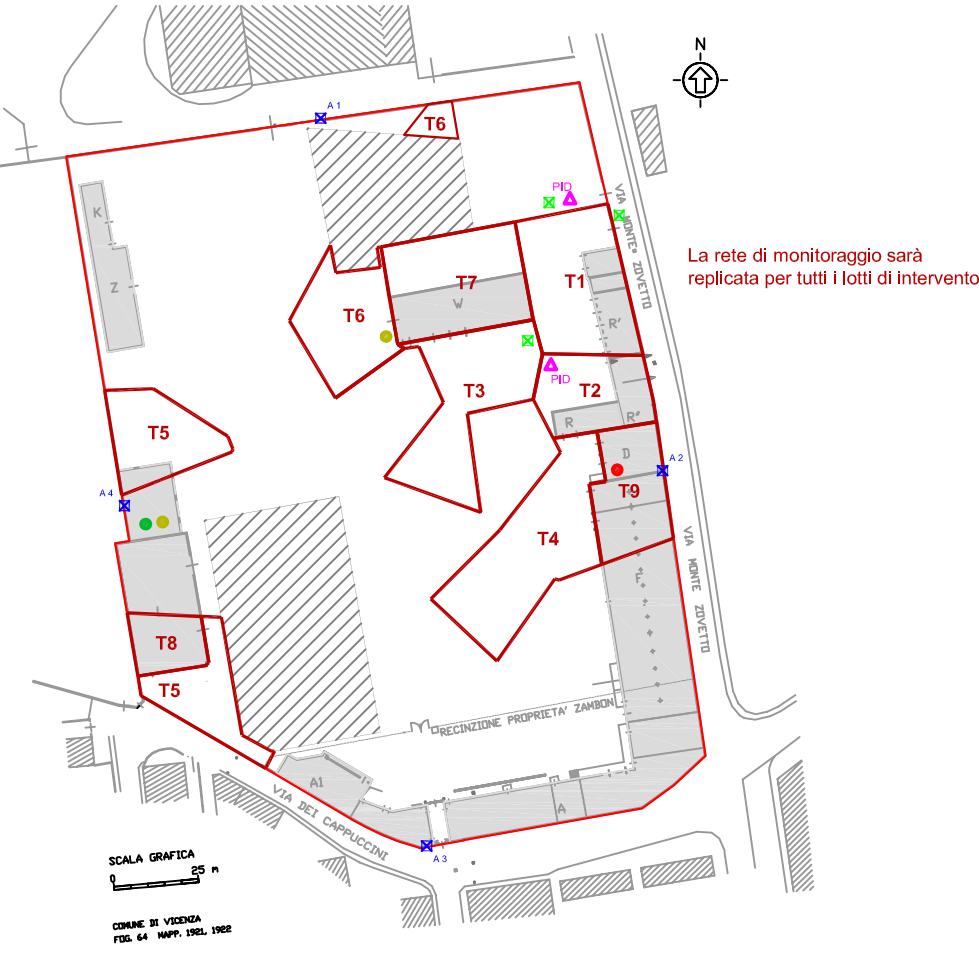 N
A 1
T6
PID
VIA MONTE ZOVETTO
La rete di monitoraggio sarà
replicata per tutti i lotti di intervento
K
Z
T7
T1
W
T6
R'
PID
T3
T2
R
R'
T5
D
A 2
T9
A 4
T4
VIA MONTE ZOVETTO
F
T8
T5
RECINZIONE PROPRIETA' ZAMBON
A1
A
VIA DEI CAPPUCCINI
A 3
SCALA GRAFICA
0 25 m
COMUNE DI VICENZA
FOG. 64 MAPP. 1921, 1922